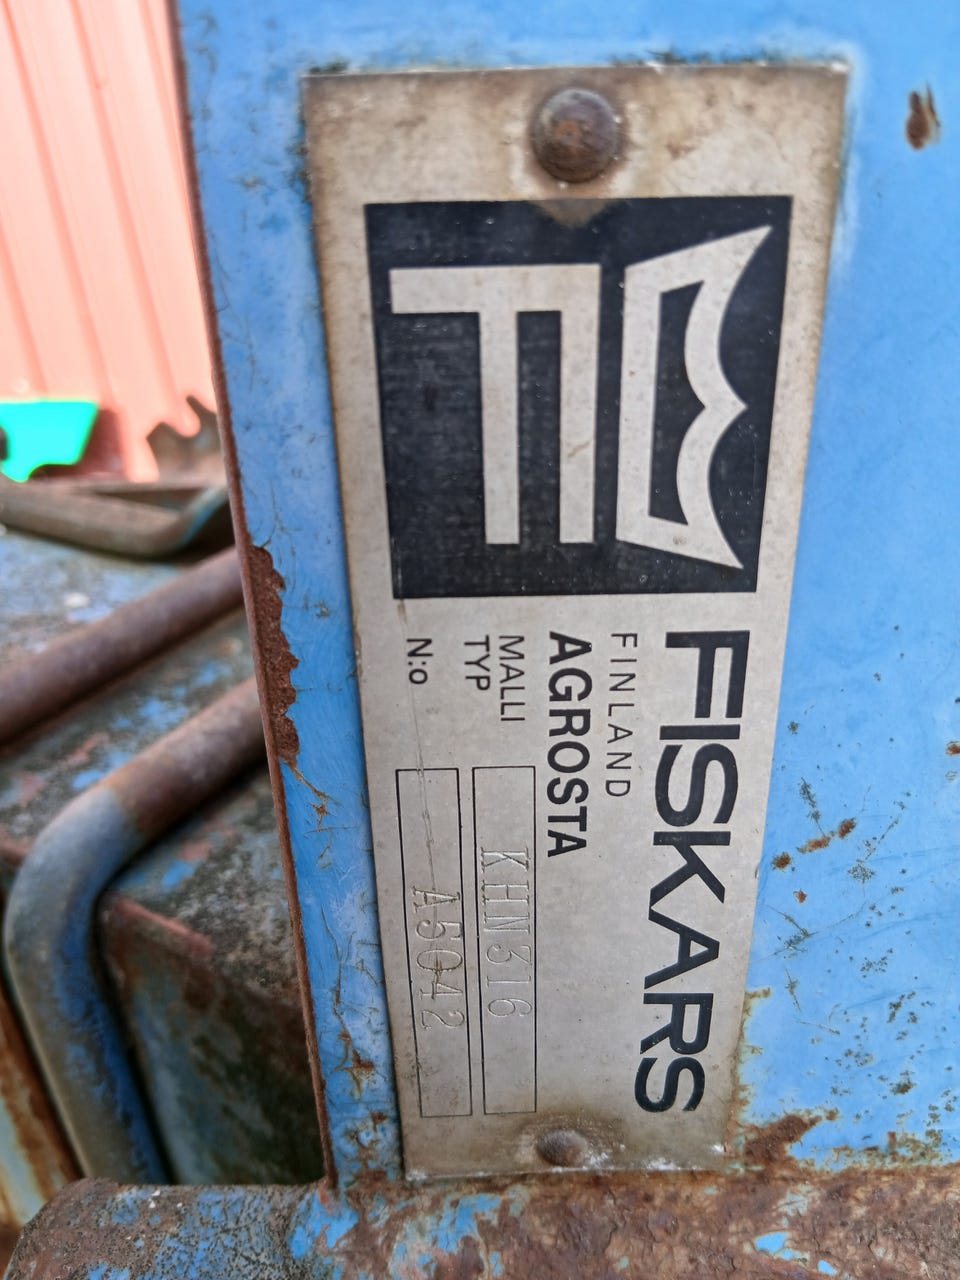 FISKARS
FINLAND
AGROSTA
MALLI
TYP KHN316
N:o A5042